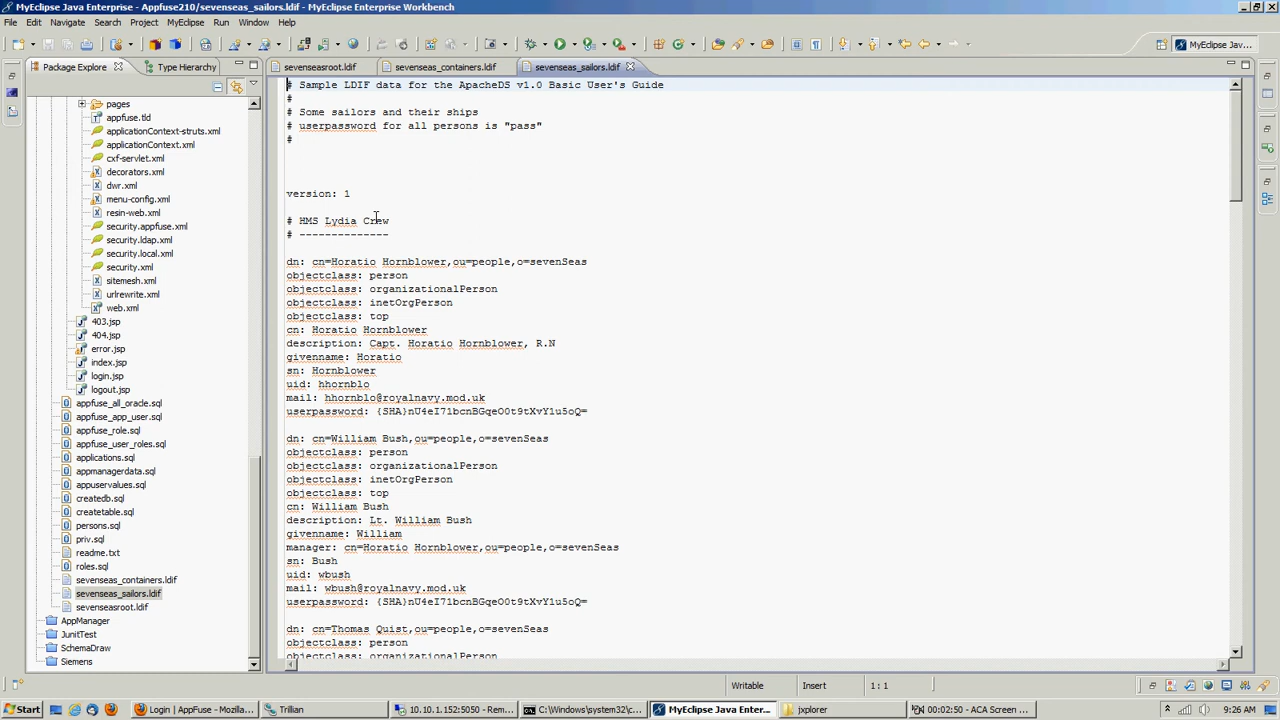 MyEclipse Java Enterprise - Appfuse210/sevenseas_sailors.ldif - MyEclipse Enterprise Workbench
File Edit Navigate Search Project MyEclipse Run Window Help
MyEclipse Jav...
Package Explore
Type Hierarchy
sevenseasroot.ldif
sevenseas_containers.ldif
sevenseas_sailors.ldif
pages
appfuse.tld
applicationContext-struts.xml
applicationContext.xml
cxf-servlet.xml
decorators.xml
dwr.xml
menu-config.xml
resin-web.xml
security.appfuse.xml
security.ldap.xml
security.local.xml
security.xml
sitemesh.xml
urlrewrite.xml
web.xml
403.jsp
404.jsp
error.jsp
index.jsp
login.jsp
logout.jsp
appfuse_all_oracle.sql
appfuse_app_user.sql
appfuse_role.sql
appfuse_user_roles.sql
applications.sql
appmanagerdata.sql
appuservalues.sql
createdb.sql
createtable.sql
persons.sql
priv.sql
readme.txt
roles.sql
sevenseas_containers.ldif
sevenseas_sailors.ldif
sevenseasroot.ldif
AppManager
JunitTest
SchemaDraw
Siemens
# Sample LDIF data for the ApacheDS v1.0 Basic User's Guide
#
# Some sailors and their ships
# userpassword for all persons is "pass"
#
version: 1
# HMS Lydia Crew
# --------------
dn: cn=Horatio Hornblower,ou=people,o=sevenSeas
objectclass: person
objectclass: organizationalPerson
objectclass: inetOrgPerson
objectclass: top
cn: Horatio Hornblower
description: Capt. Horatio Hornblower, R.N
givenname: Horatio
sn: Hornblower
uid: hhornblo
mail: hhornblo@royalnavy.mod.uk
userpassword: {SHA}nU4eI71bcnBGqeO0t9tXvY1u5oQ=
dn: cn=William Bush,ou=people,o=sevenSeas
objectclass: person
objectclass: organizationalPerson
objectclass: inetOrgPerson
objectclass: top
cn: William Bush
description: Lt. William Bush
givenname: William
manager: cn=Horatio Hornblower,ou=people,o=sevenSeas
sn: Bush
uid: wbush
mail: wbush@royalnavy.mod.uk
userpassword: {SHA}nU4eI71bcnBGqeO0t9tXvY1u5oQ=
dn: cn=Thomas Quist,ou=people,o=sevenSeas
objectclass: person
objectclass: organizationalPerson
Writable Insert 1 : 1
Start
Login | AppFuse - Mozilla...
Trillian
10.10.1.152:5050 - Rem...
C:\Windows\system32\c...
MyEclipse Java Enter...
jxplorer
00:02:50 - ACA Screen ...
9:26 AM